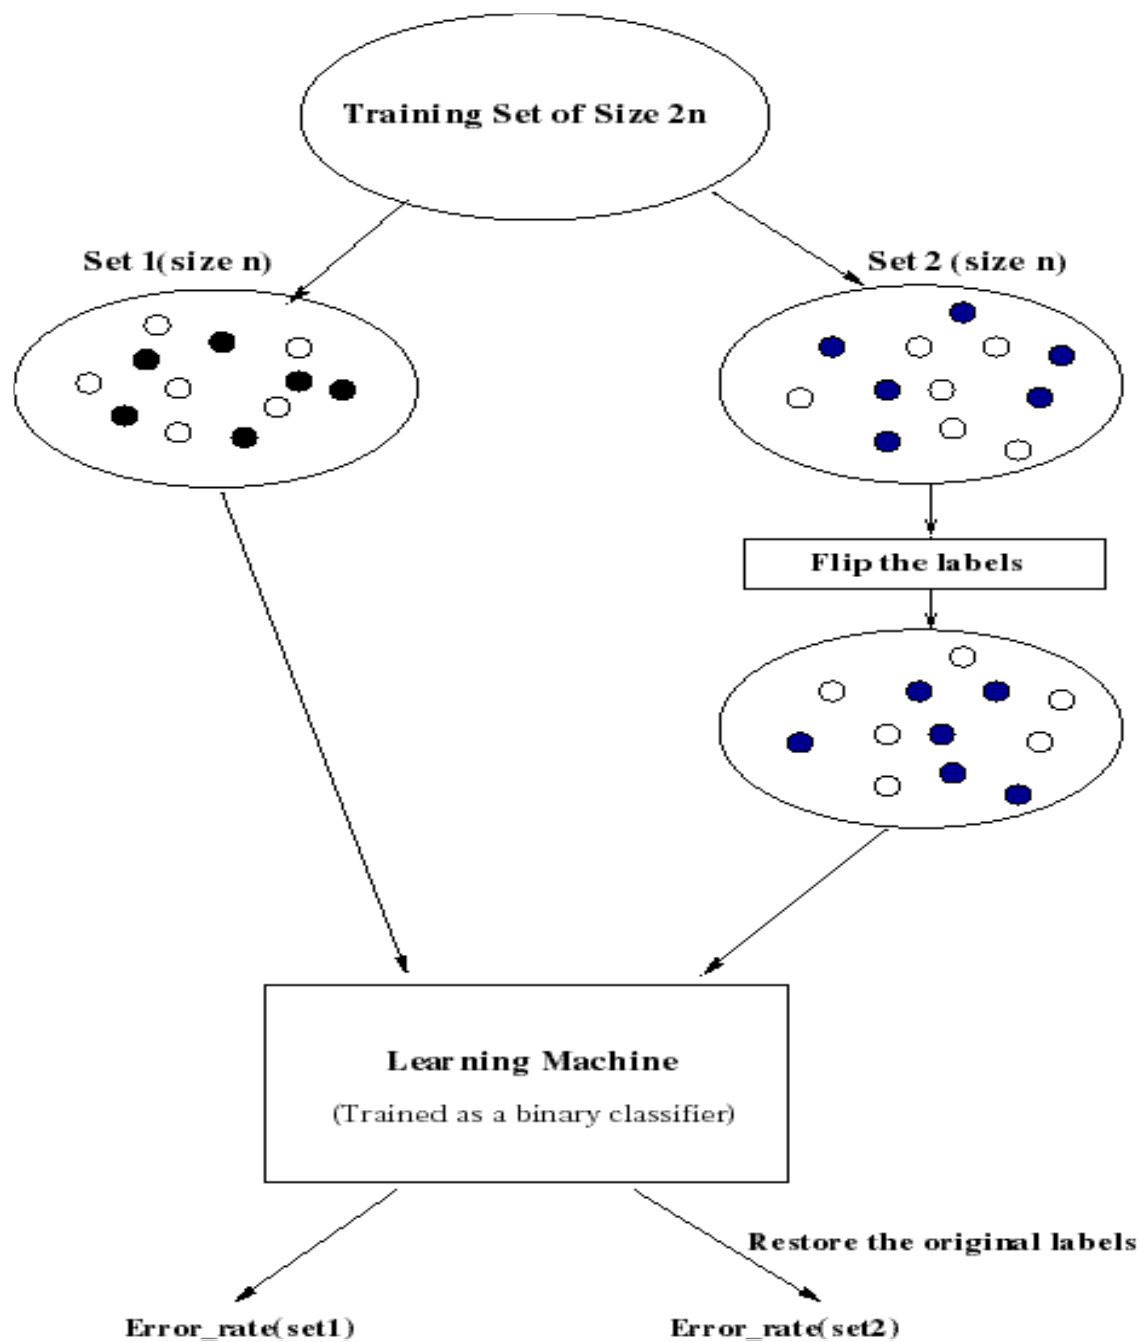 Training Set of Size 2n
Set 1(size n)
Set 2 (size n)
Flip the labels
Learning Machine
(Trained as a binary classifier)
Restore the original labels
Error_rate(set1)
Error_rate(set2)